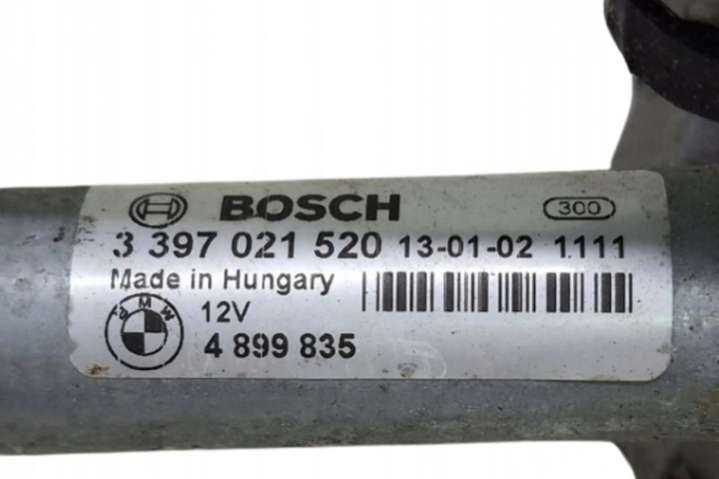 BOSCH 300
3 397 021 520 13-01-02 1111
Made in Hungary
BMW 12V
4 899 835